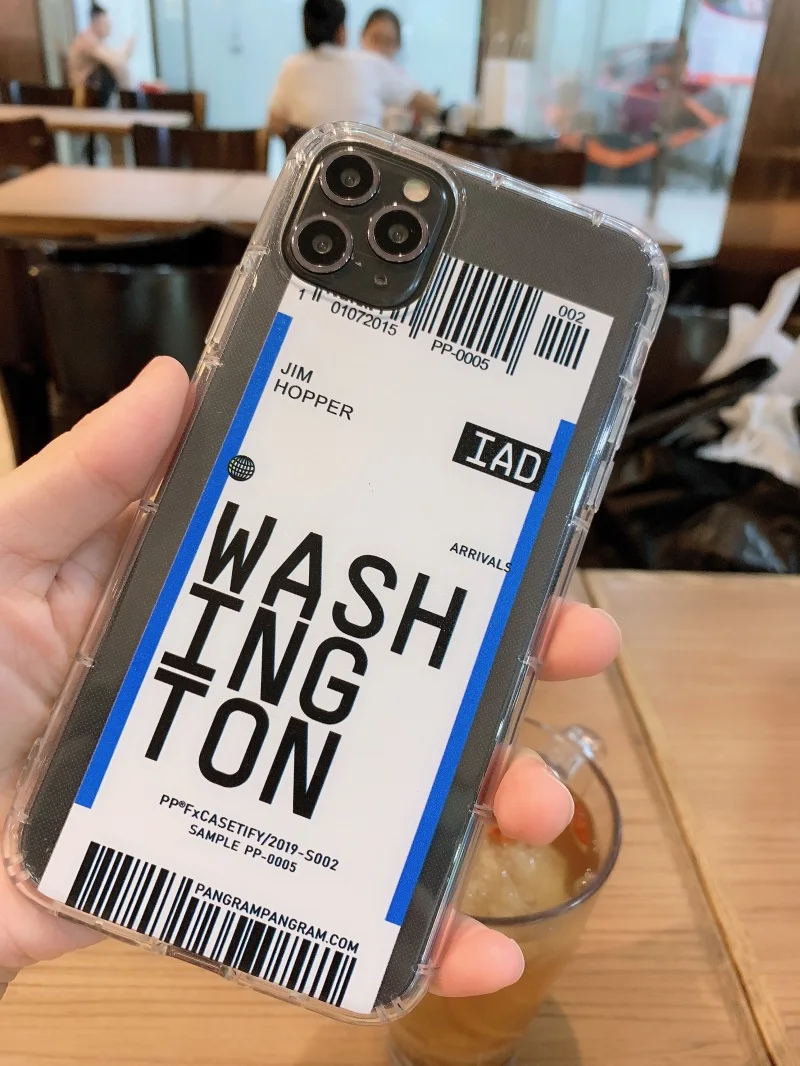 1 01072015
PP-0005
002
JIM
HOPPER
IAD
ARRIVALS
WASH
ING
TON
PP®FxCASETIFY/2019-S002
SAMPLE PP-0005
PANGRAMPANGRAM.COM